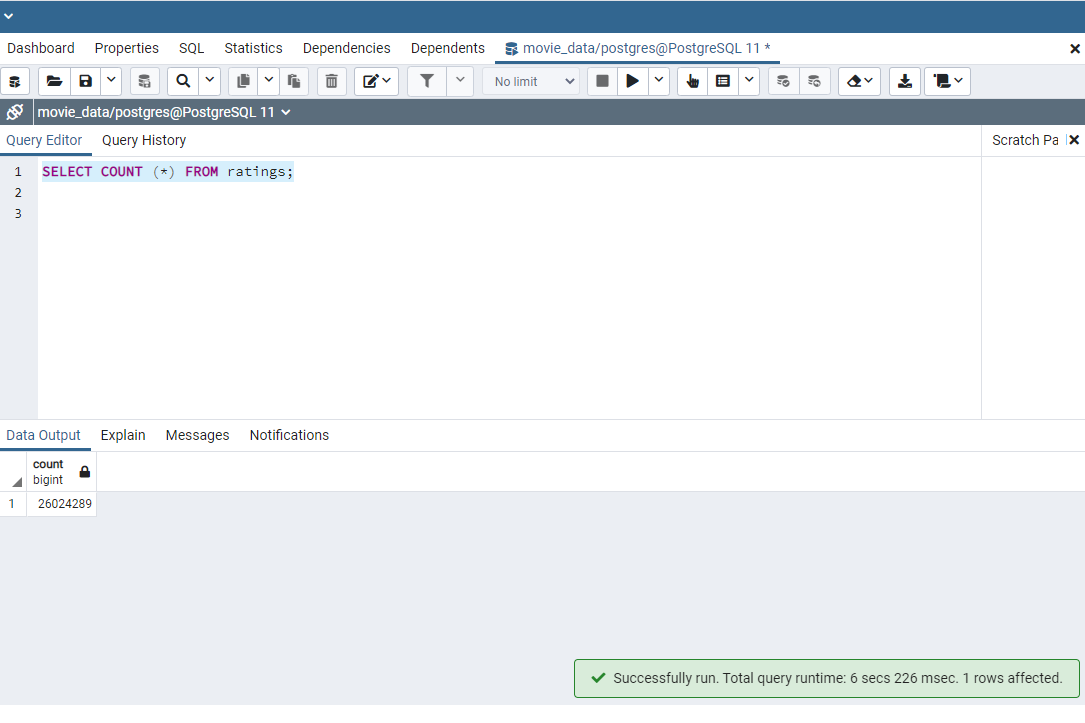 Dashboard Properties SQL Statistics Dependencies Dependents movie_data/postgres@PostgreSQL 11 *
No limit
movie_data/postgres@PostgreSQL 11
Query Editor Query History Scratch Pa
1 SELECT COUNT (*) FROM ratings;
2
3
Data Output Explain Messages Notifications
count
bigint
1 26024289
Successfully run. Total query runtime: 6 secs 226 msec. 1 rows affected.